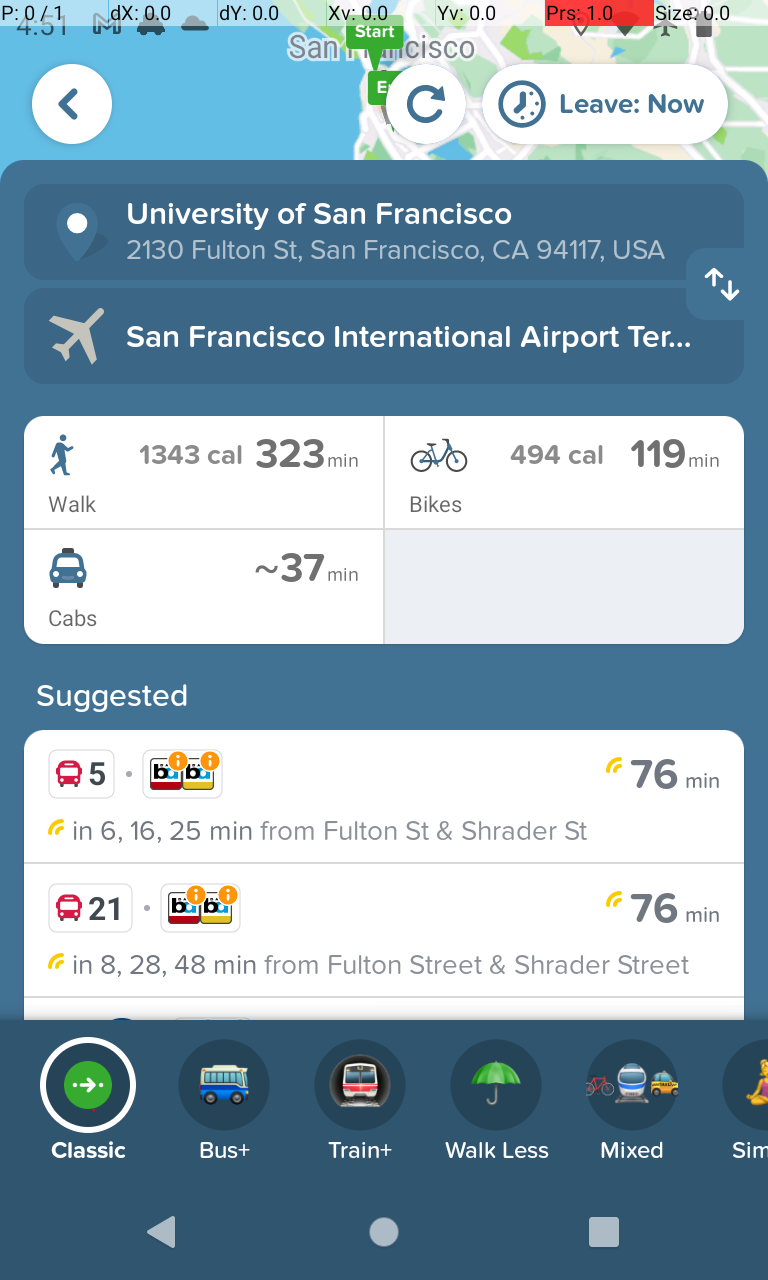 P: 0 / 1 dX: 0.0 dY: 0.0 Xv: 0.0 Yv: 0.0 Prs: 1.0 Size: 0.0
4:51
Start
Leave: Now
University of San Francisco
2130 Fulton St, San Francisco, CA 94117, USA
San Francisco International Airport Ter...
1343 cal 323 min
Walk
494 cal 119 min
Bikes
~37 min
Cabs
Suggested
5 76 min
in 6, 16, 25 min from Fulton St & Shrader St
21 76 min
in 8, 28, 48 min from Fulton Street & Shrader Street
Classic
Bus+
Train+
Walk Less
Mixed